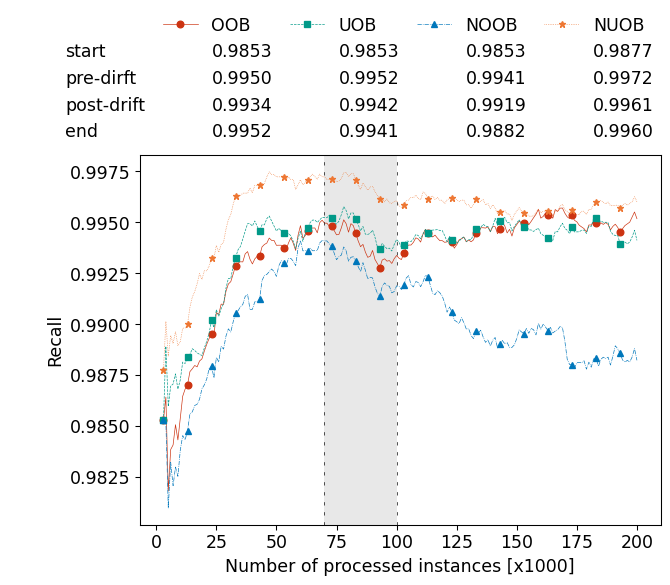 OOB UOB NOOB NUOB
start 0.9853 0.9853 0.9853 0.9877
pre-dirft 0.9950 0.9952 0.9941 0.9972
post-drift 0.9934 0.9942 0.9919 0.9961
end 0.9952 0.9941 0.9882 0.9960
0.9975
0.9950
0.9925
0.9900
0.9875
0.9850
0.9825
Recall
0 25 50 75 100 125 150 175 200
Number of processed instances [x1000]